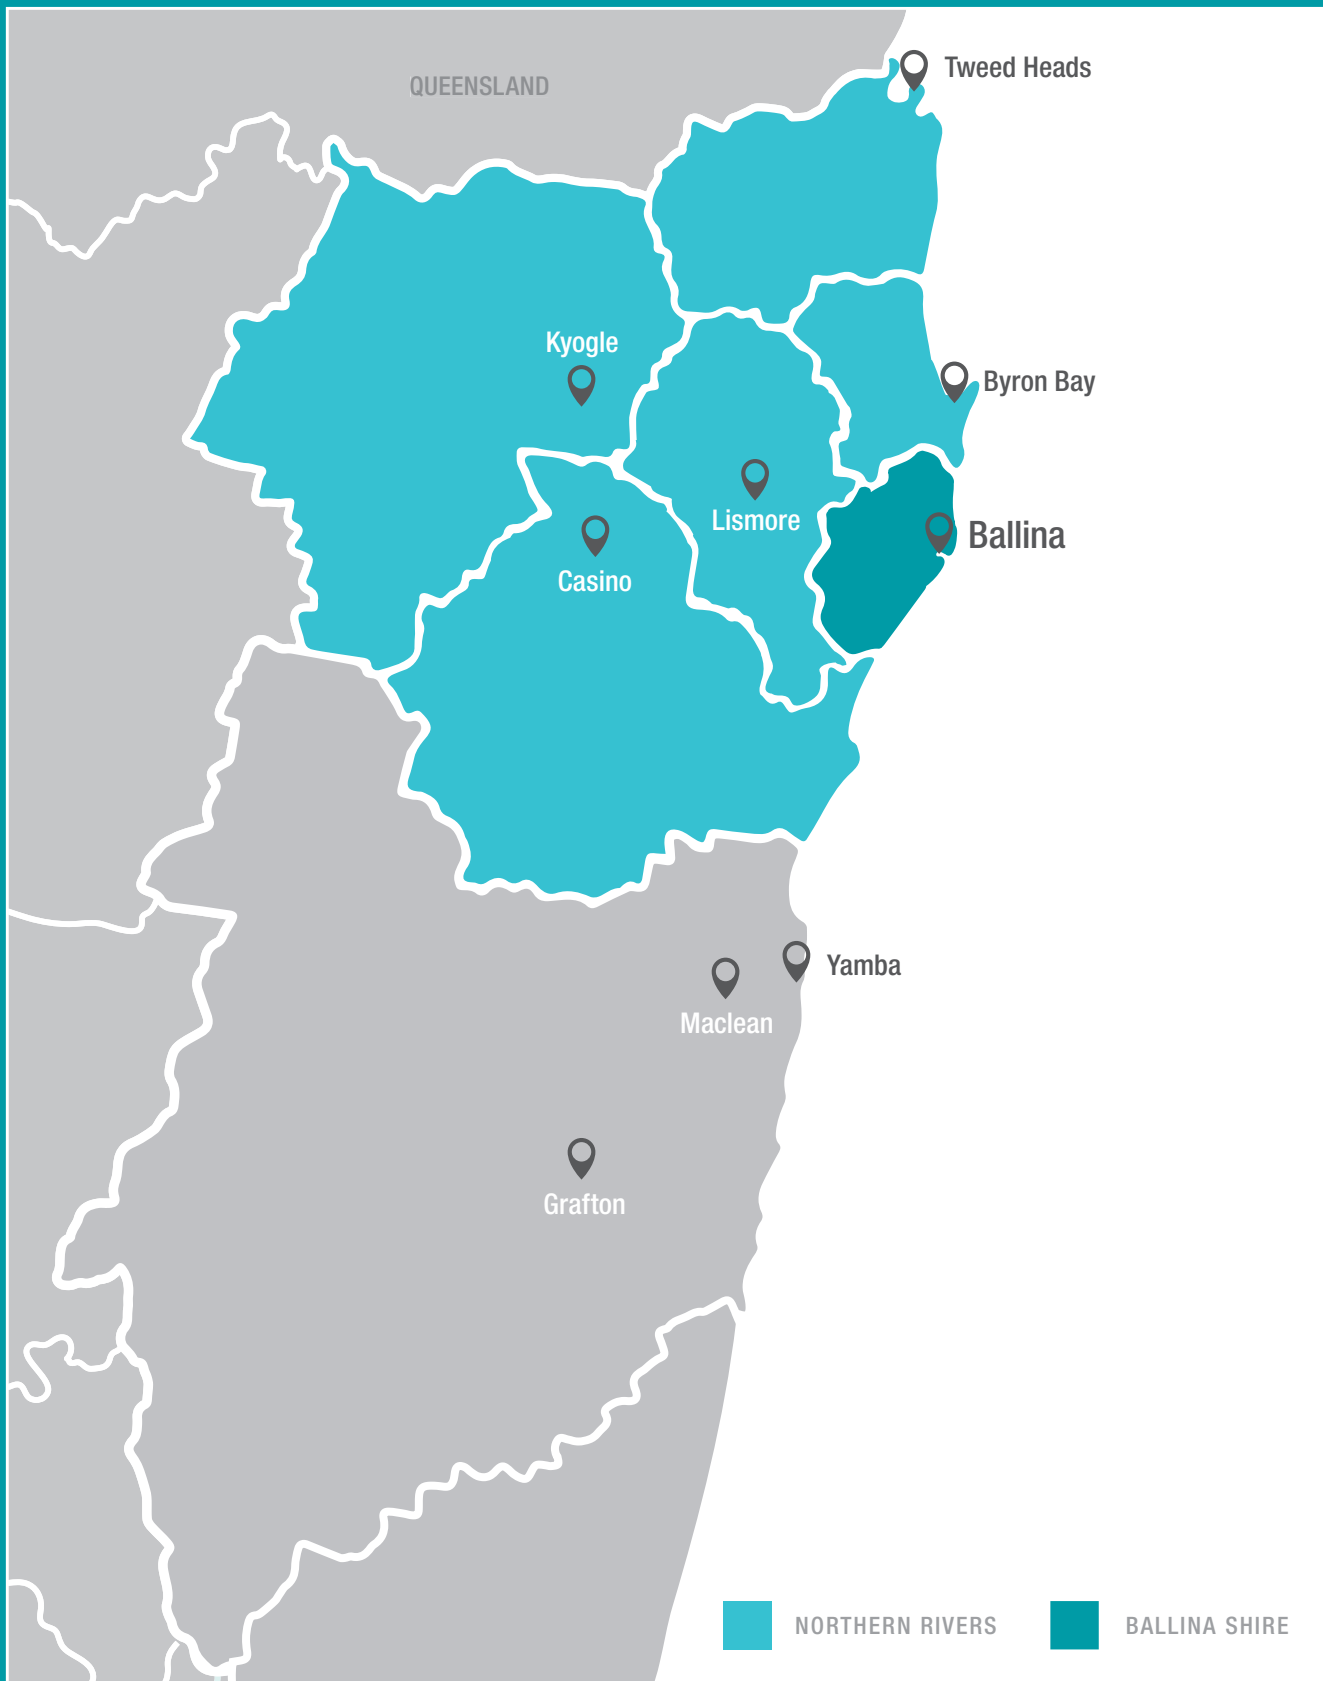 Tweed Heads
QUEENSLAND
Kyogle
Byron Bay
Lismore
Ballina
Casino
Yamba
Maclean
Grafton
NORTHERN RIVERS
BALLINA SHIRE